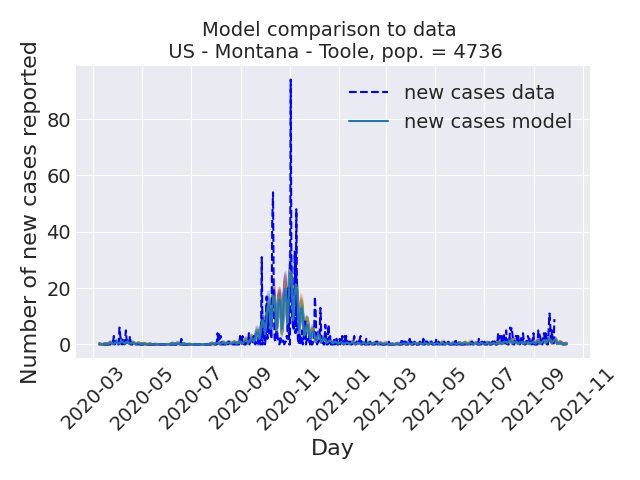 Model comparison to data
US - Montana - Toole, pop. = 4736
Number of new cases reported
80
60
40
20
0
new cases data
new cases model
2020-03
2020-05
2020-07
2020-09
2020-11
2021-01
2021-03
2021-05
2021-07
2021-09
2021-11
Day